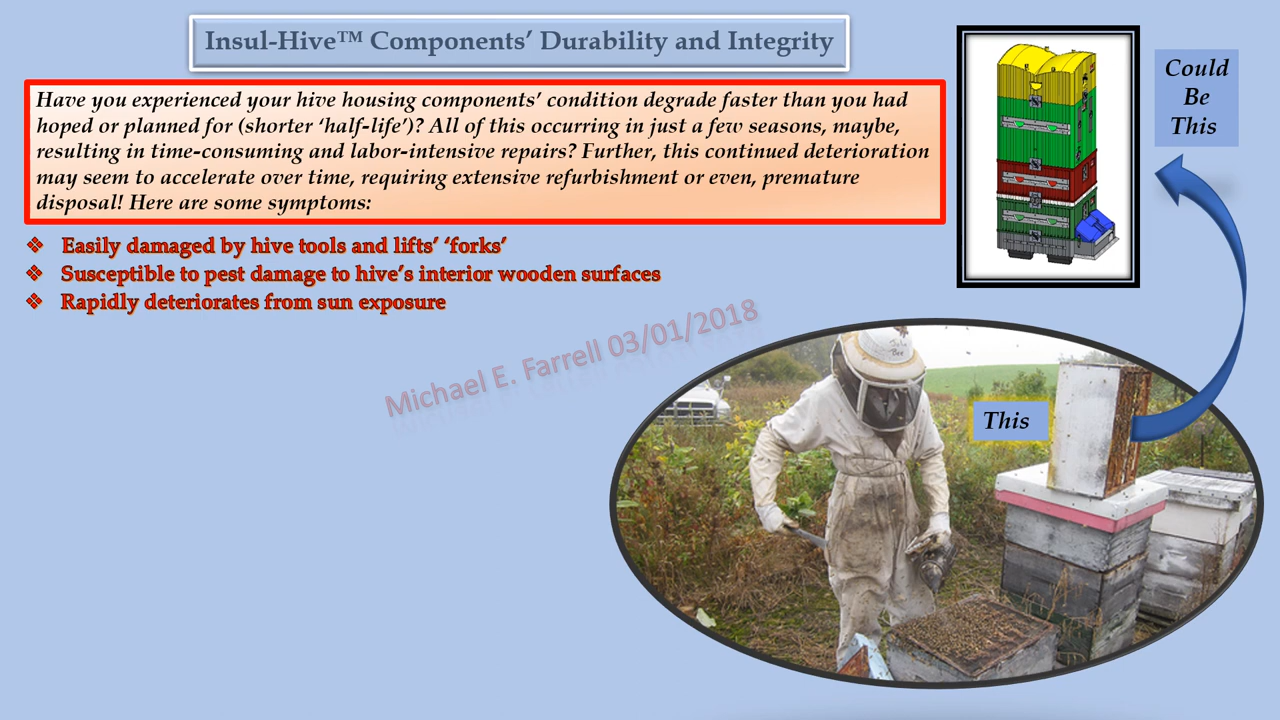 Insul-Hive™ Components’ Durability and Integrity
Have you experienced your hive housing components’ condition degrade faster than you had
hoped or planned for (shorter ‘half-life’)? All of this occurring in just a few seasons, maybe,
resulting in time-consuming and labor-intensive repairs? Further, this continued deterioration
may seem to accelerate over time, requiring extensive refurbishment or even, premature
disposal! Here are some symptoms:
❖ Easily damaged by hive tools and lifts’ ‘forks’
❖ Susceptible to pest damage to hive’s interior wooden surfaces
❖ Rapidly deteriorates from sun exposure
Could
Be
This
Michael E. Farrell 03/01/2018
This